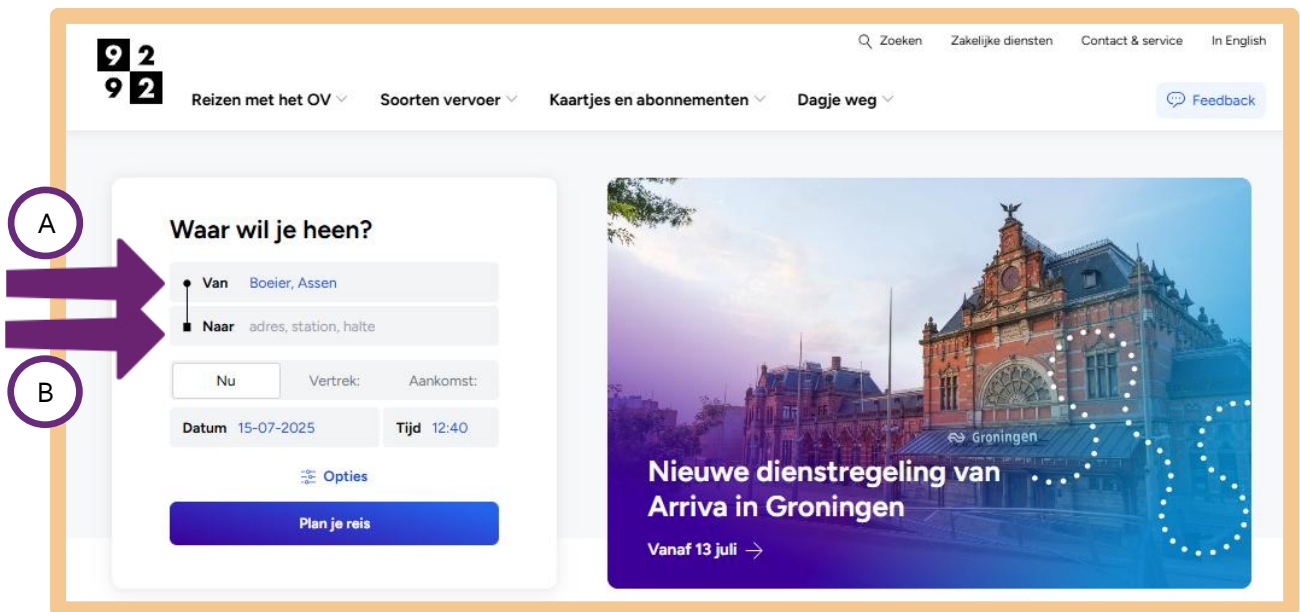 9 2
9 2
Zoeken Zakelijke diensten Contact & service In English
Reizen met het OV Soorten vervoer Kaartjes en abonnementen Dagje weg Feedback
A
B
Waar wil je heen?
Van Boeier, Assen
Naar adres, station, halte
Nu Vertrek: Aankomst:
Datum 15-07-2025 Tijd 12:40
Opties
Plan je reis
Groningen
Nieuwe dienstregeling van
Arriva in Groningen
Vanaf 13 juli →